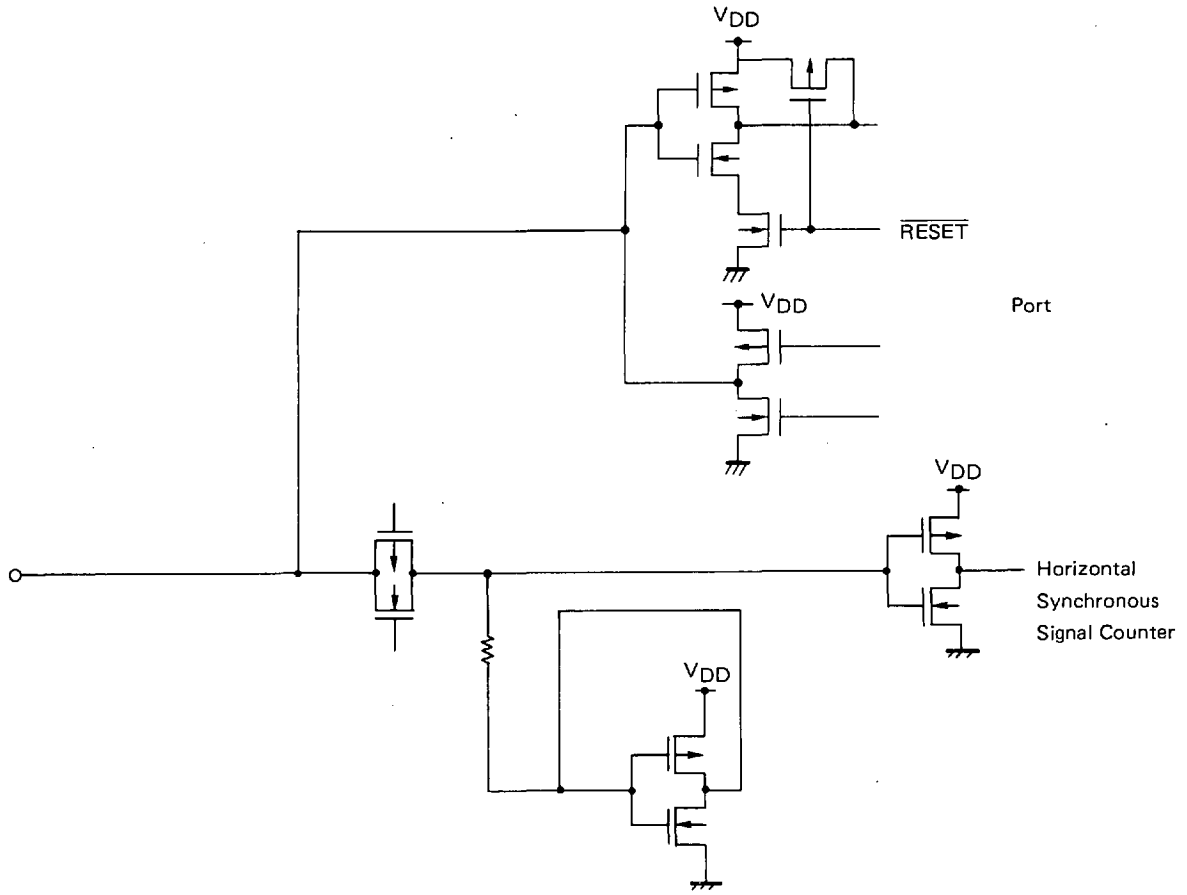 VDD
RESET
VDD
Port
VDD
Horizontal
Synchronous
Signal Counter
VDD